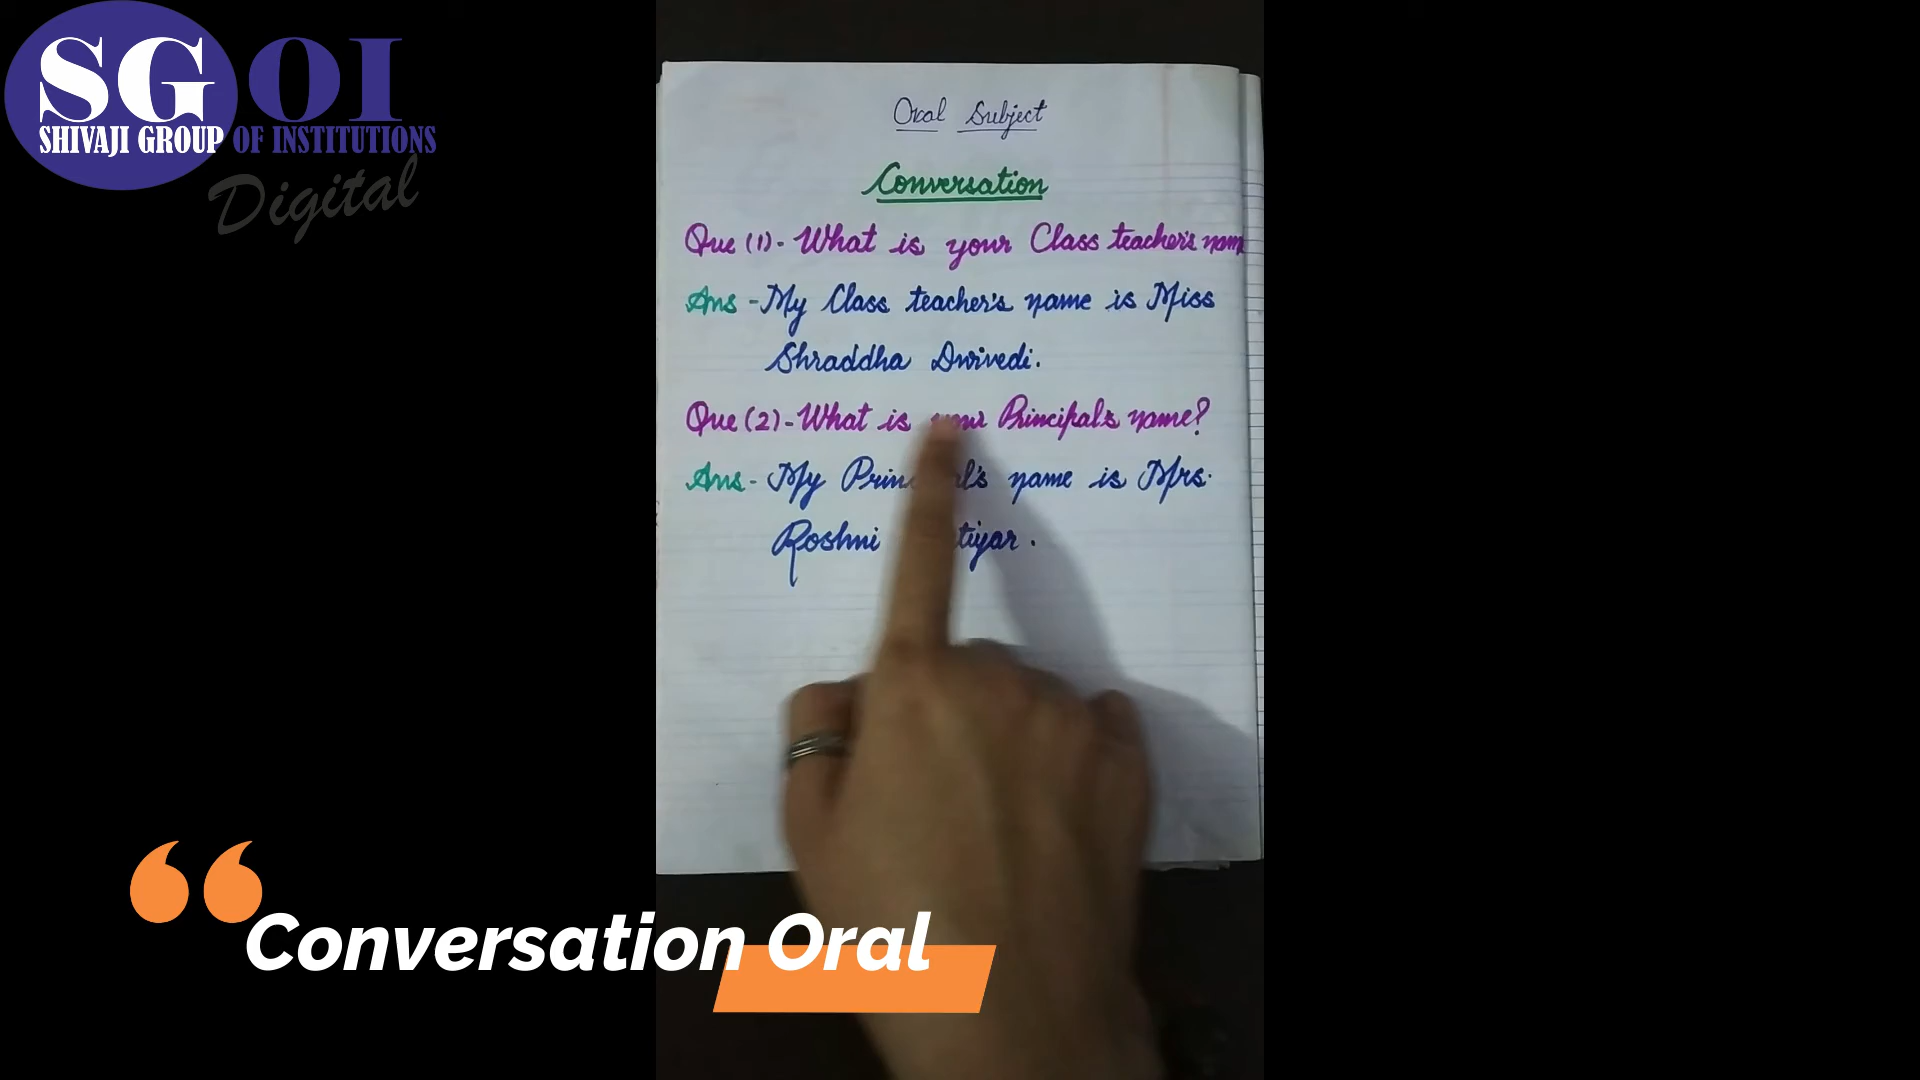 SGOI
SHIVAJI GROUP OF INSTITUTIONS
Digital
Oral Subject
Conversation
Que (1)- What is your Class teacher's name
Ans - My Class teacher's name is Miss
Shraddha Dwivedi.
Que (2)- What is your Principal's name?
Ans - My name is Mrs.
Roshni
Conversation Oral